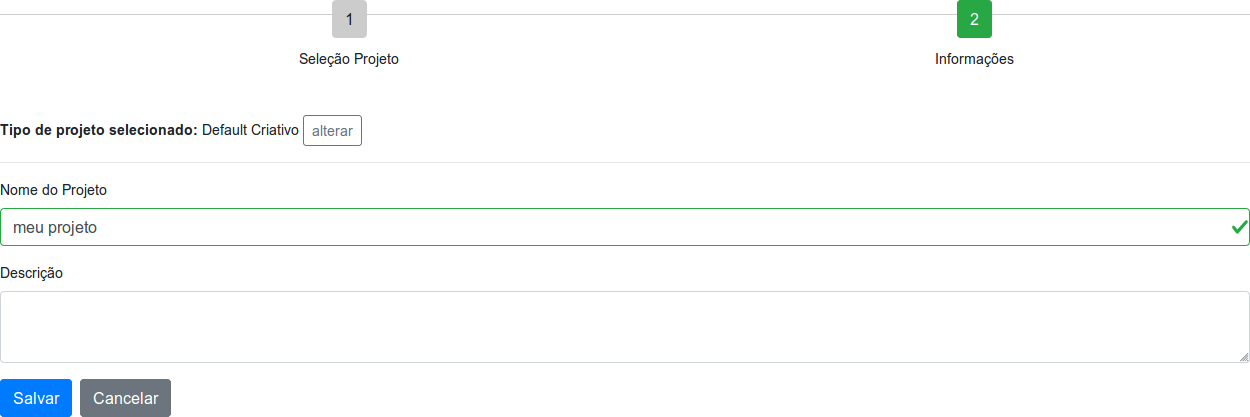 1
2
Seleção Projeto
Informações
Tipo de projeto selecionado: Default Criativo alterar
Nome do Projeto
meu projeto
Descrição
Salvar Cancelar